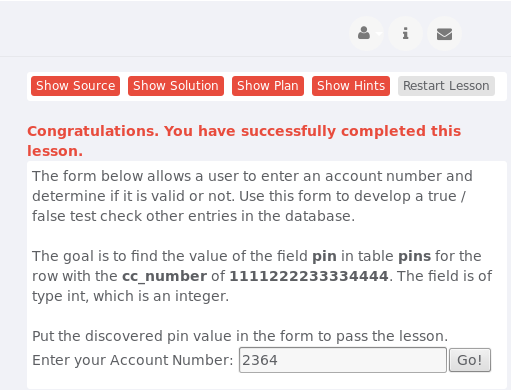 Show Source Show Solution Show Plan Show Hints Restart Lesson
Congratulations. You have successfully completed this
lesson.
The form below allows a user to enter an account number and
determine if it is valid or not. Use this form to develop a true /
false test check other entries in the database.
The goal is to find the value of the field pin in table pins for the
row with the cc_number of 1111222233334444. The field is of
type int, which is an integer.
Put the discovered pin value in the form to pass the lesson.
Enter your Account Number: 2364 Go!